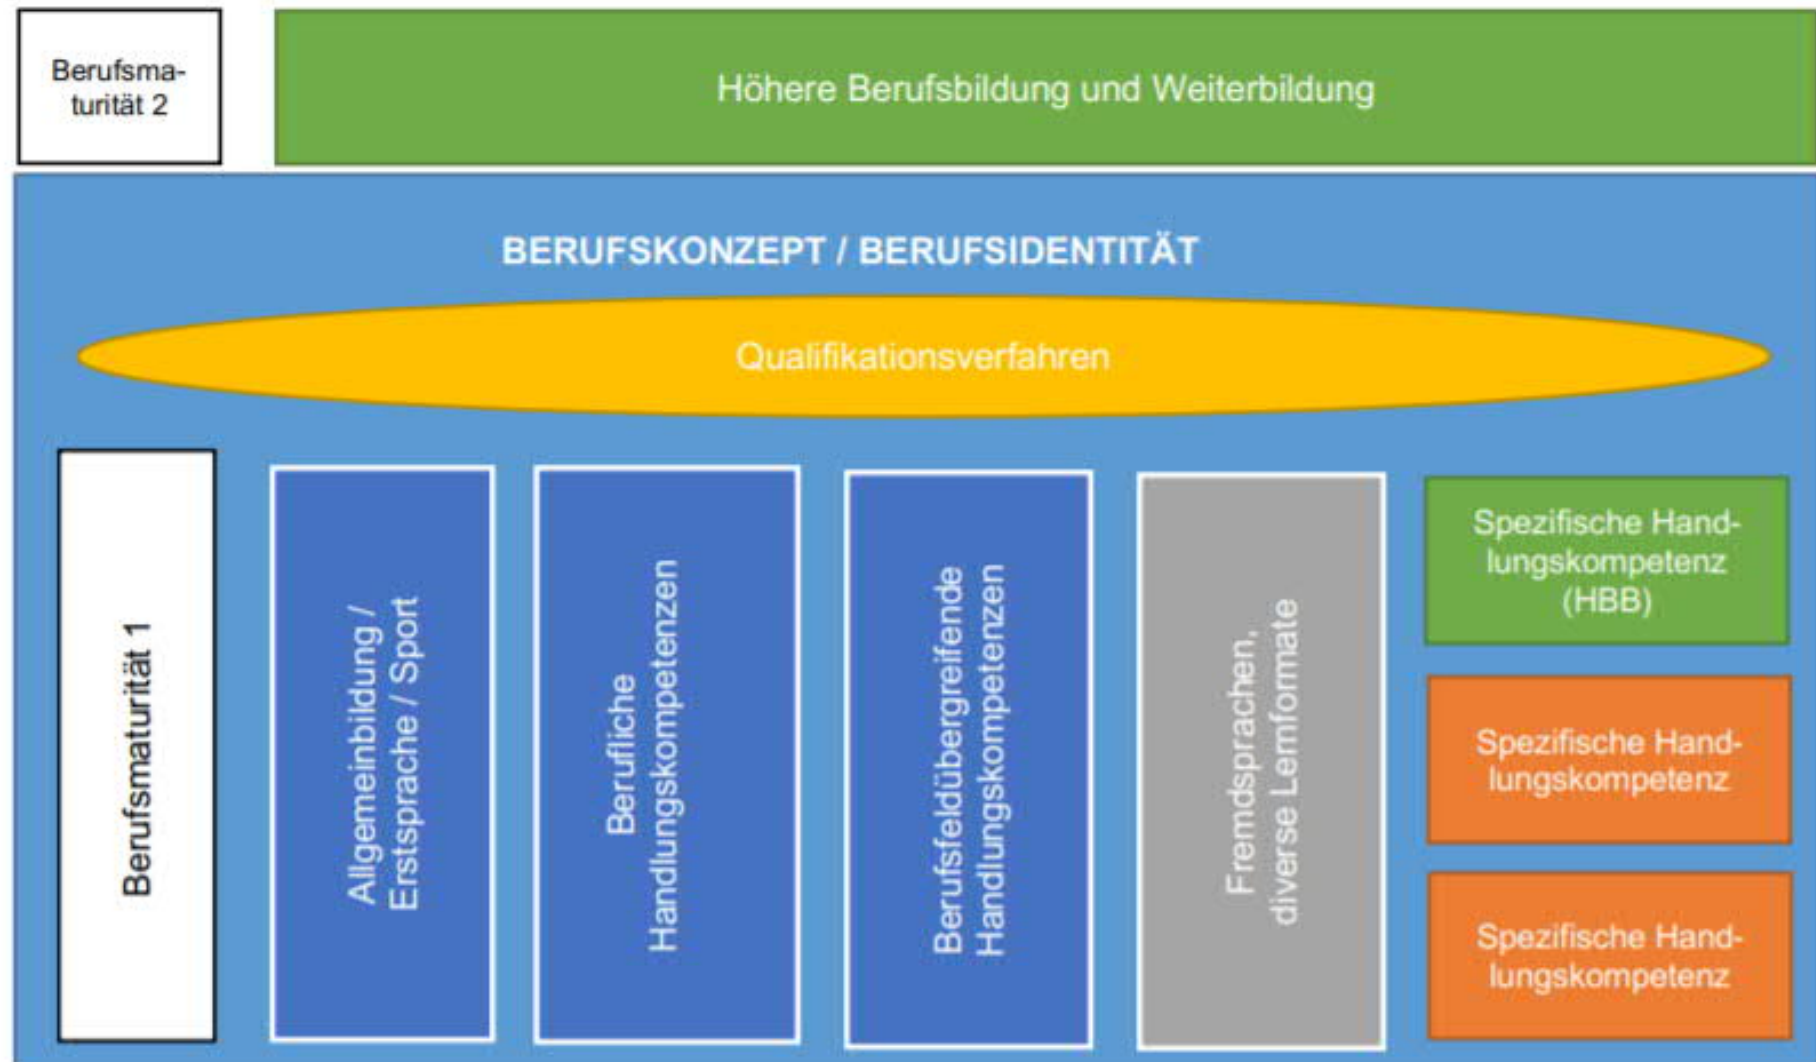 Berufsma-
turität 2
Höhere Berufsbildung und Weiterbildung
BERUFSKONZEPT / BERUFSIDENTITÄT
Qualifikationsverfahren
Berufsmaturität 1
Allgemeinbildung /
Erstsprache / Sport
Berufliche
Handlungskompetenzen
Berufsfeldübergreifende
Handlungskompetenzen
Fremdsprachen,
diverse Lernformate
Spezifische Hand-
lungskompetenz
(HBB)
Spezifische Hand-
lungskompetenz
Spezifische Hand-
lungskompetenz